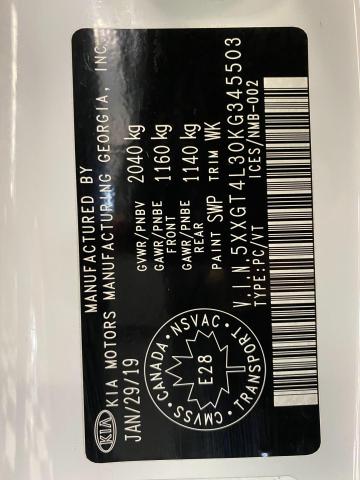 MANUFACTURED BY
KIA KIA MOTORS MANUFACTURING GEORGIA, INC.
JAN/29/19
GVWR/PNBV 2040 kg
GAWR/PNBE 1160 kg
FRONT
GAWR/PNBE 1140 kg
REAR
PAINT SWP TRIM WK
CMVSS · CANADA · NSVAC · TRANSPORT ·
E28
V.I.N. 5XXGT4L30KG345503
TYPE:PC/VT ICES/NMB-002